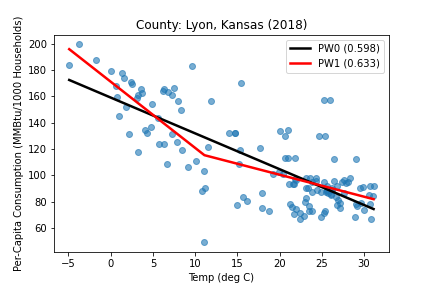 County: Lyon, Kansas (2018)
PW0 (0.598)
PW1 (0.633)
Per-Capita Consumption (MMBtu/1000 Households)
200
180
160
140
120
100
80
60
−5 0 5 10 15 20 25 30
Temp (deg C)